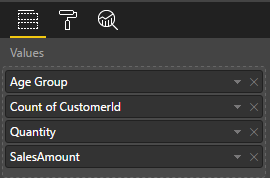 Values
Age Group
Count of CustomerId
Quantity
SalesAmount